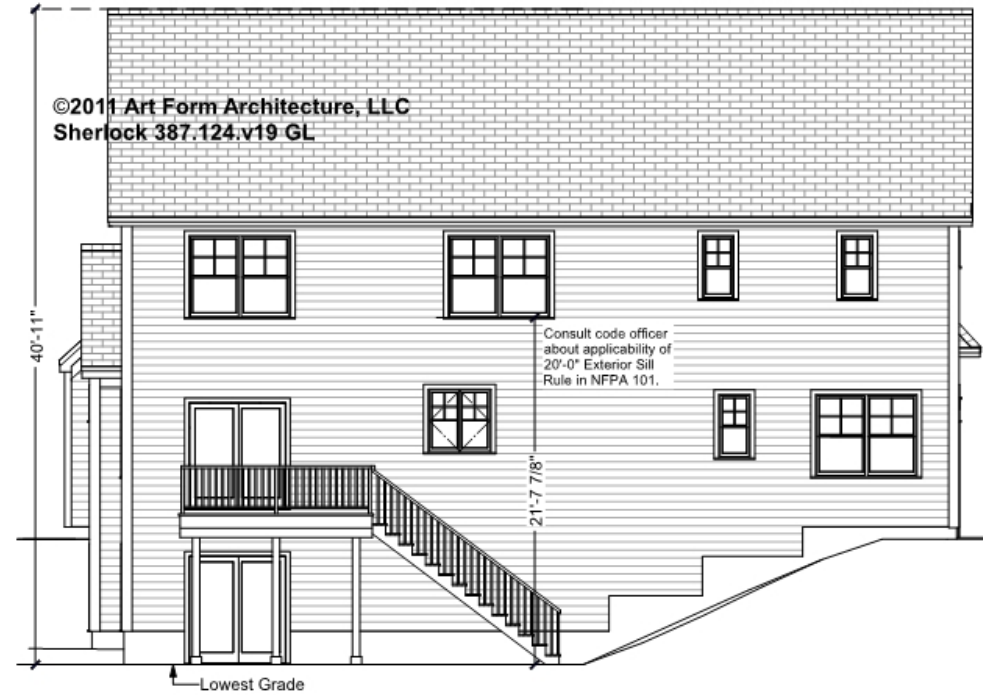 ©2011 Art Form Architecture, LLC
Sherlock 387.124.v19 GL
40'-11"
Consult code officer
about applicability of
20'-0" Exterior Sill
Rule in NFPA 101.
21'-7 7/8"
Lowest Grade